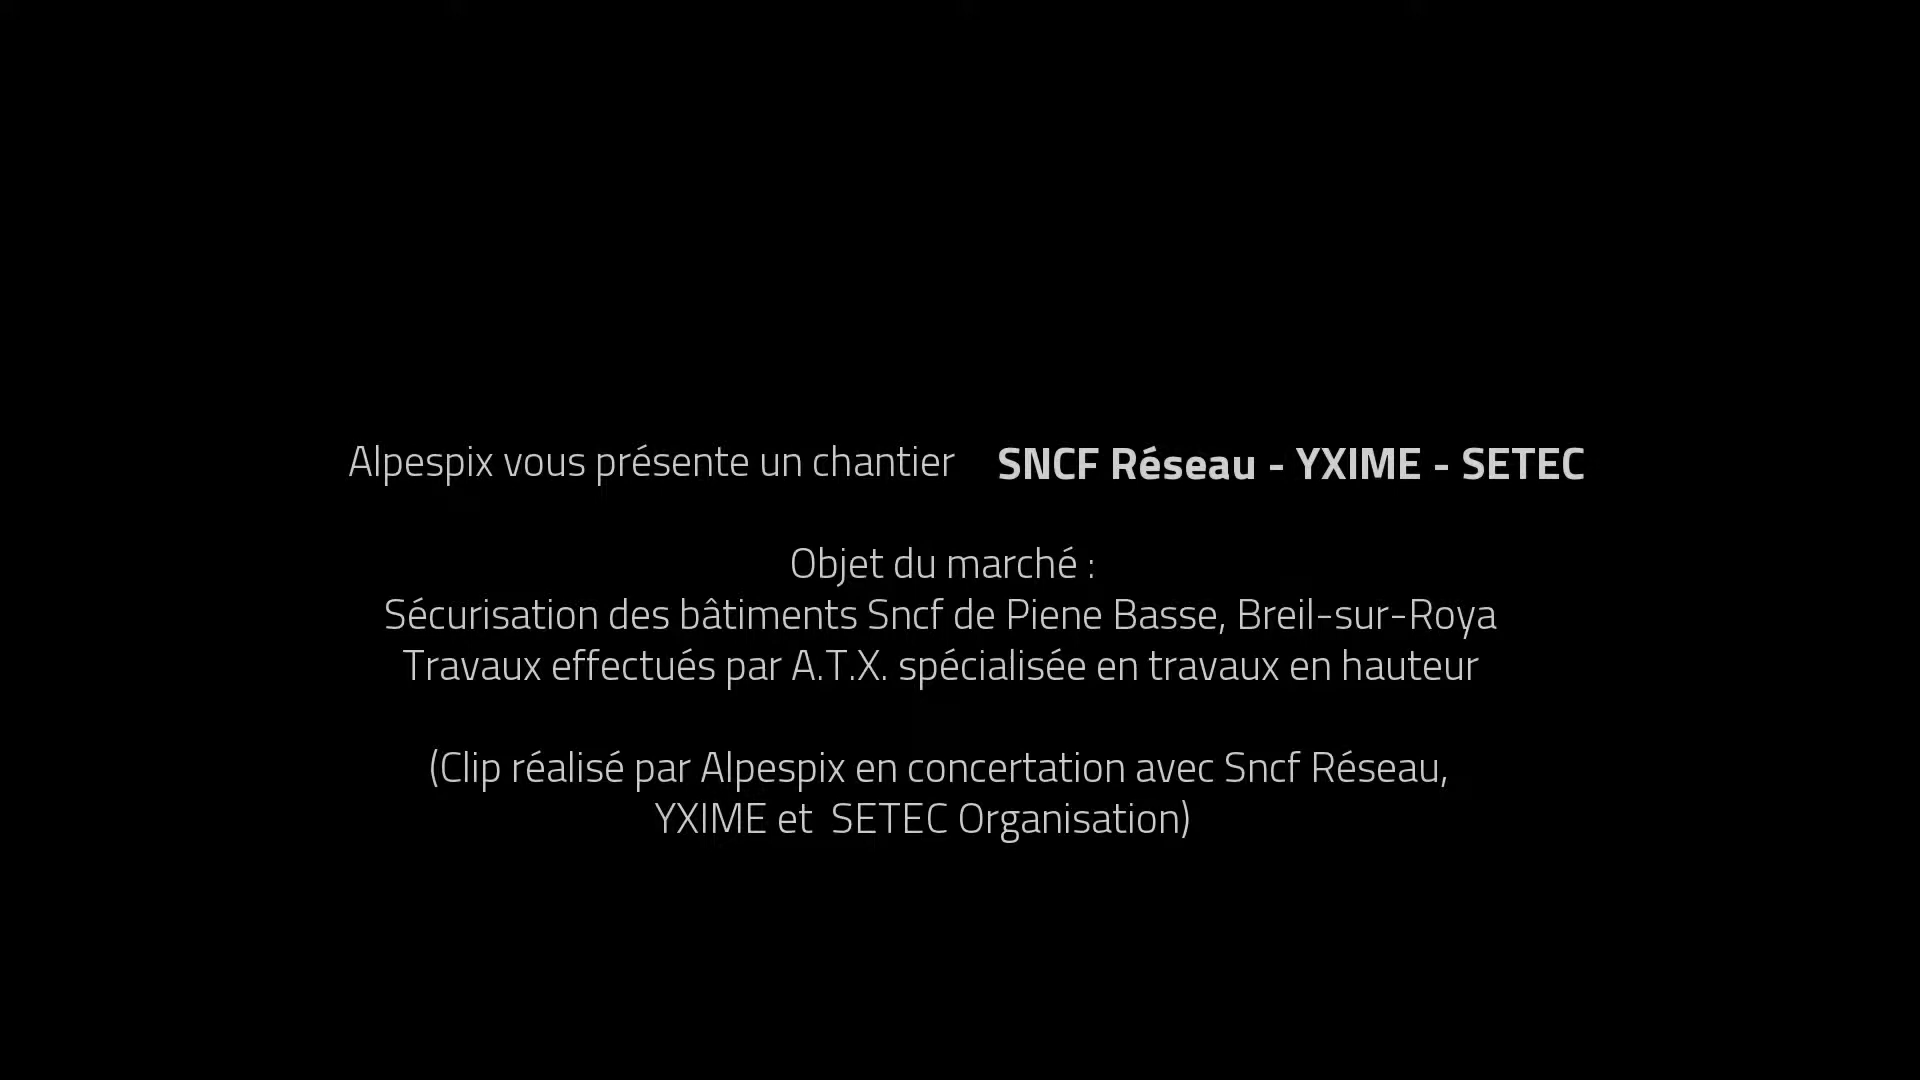 Alpespix vous présente un chantier SNCF Réseau - YXIME - SETEC
Objet du marché :
Sécurisation des bâtiments Sncf de Piene Basse, Breil-sur-Roya
Travaux effectués par A.T.X. spécialisée en travaux en hauteur
(Clip réalisé par Alpespix en concertation avec Sncf Réseau,
YXIME et SETEC Organisation)